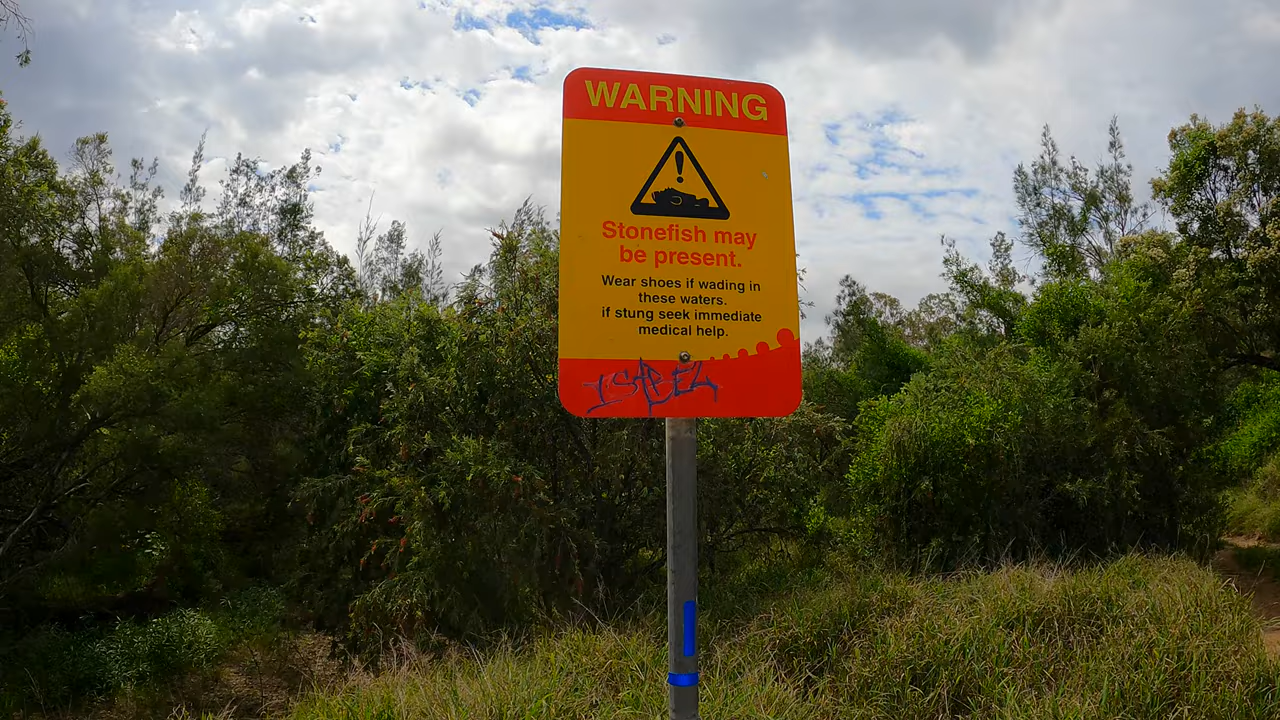 WARNING
Stonefish may
be present.
Wear shoes if wading in
these waters.
if stung seek immediate
medical help.
ISABEL